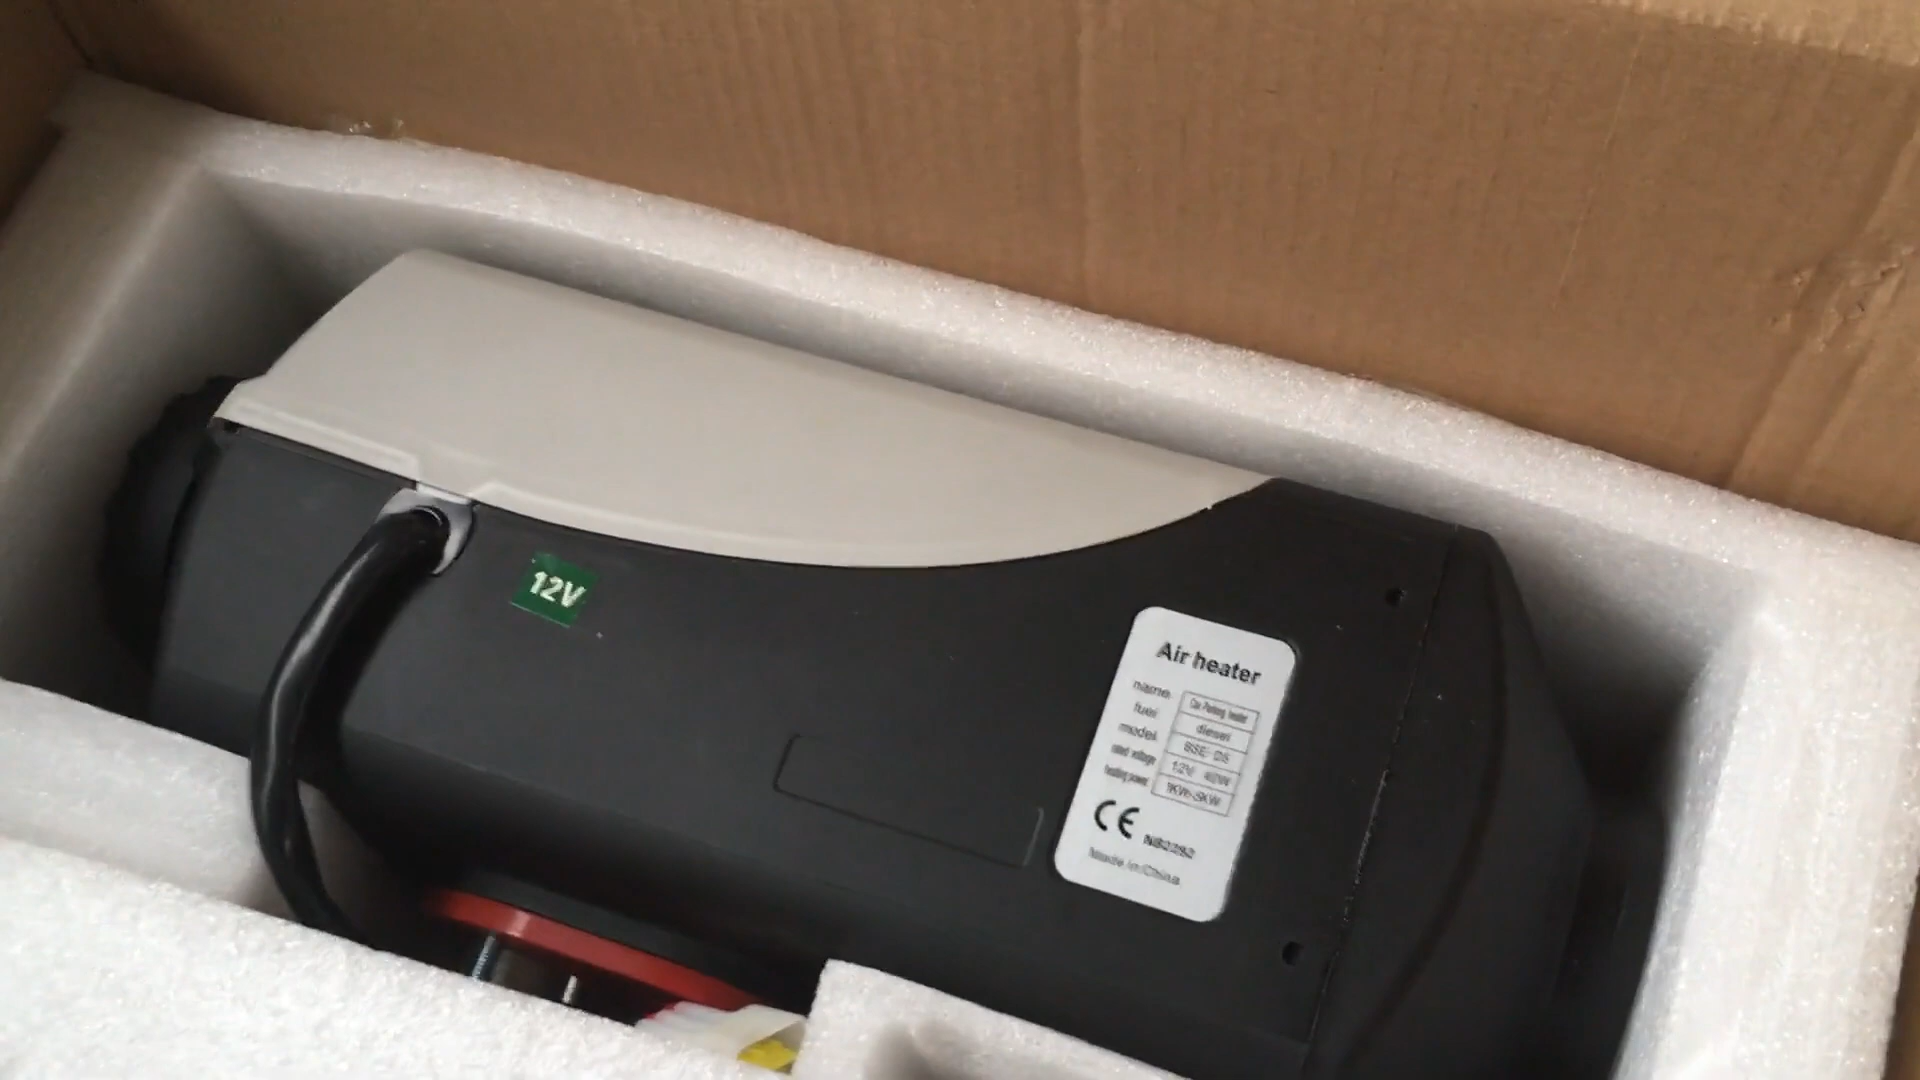 12V
Air heater
name Car Parking heater
fuel diesel
model
rated voltage 12V
heating power
CE
Made in China